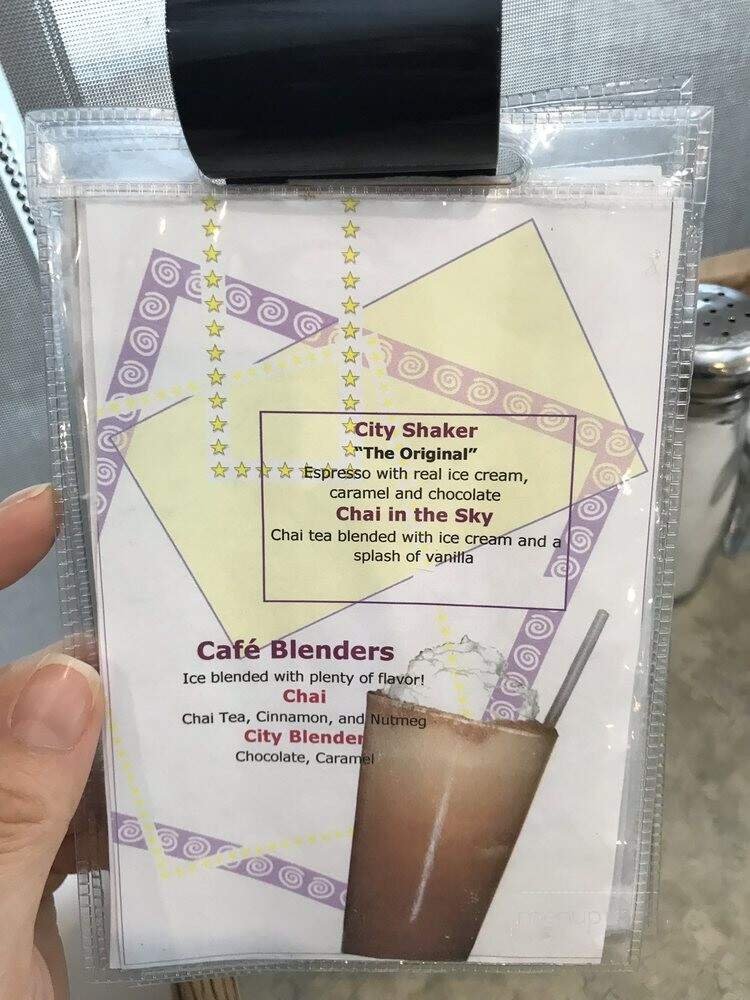 City Shaker
"The Original"
Espresso with real ice cream,
caramel and chocolate
Chai in the Sky
Chai tea blended with ice cream and a
splash of vanilla
Café Blenders
Ice blended with plenty of flavor!
Chai
Chai Tea, Cinnamon, and Nutmeg
City Blender
Chocolate, Caramel